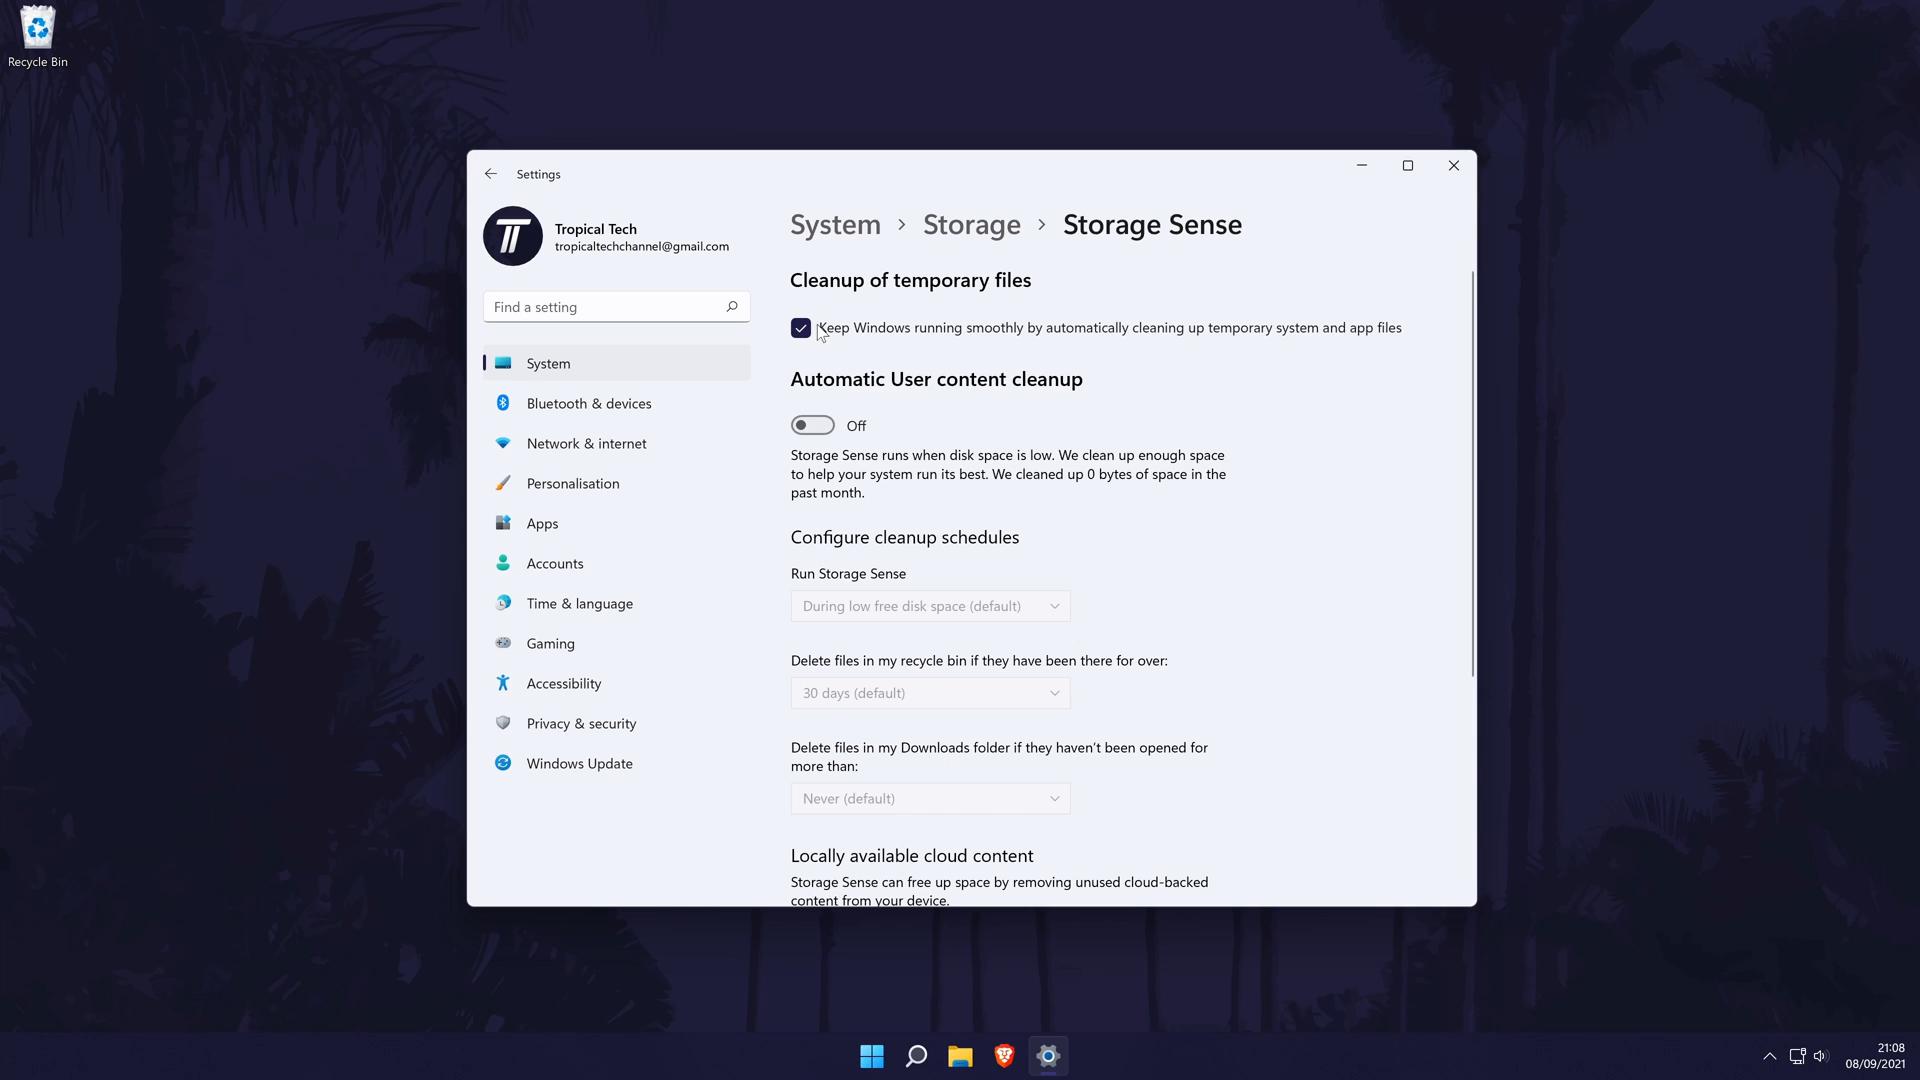 Recycle Bin
Settings
Tropical Tech
tropicaltechchannel@gmail.com
Find a setting
System
Bluetooth & devices
Network & internet
Personalisation
Apps
Accounts
Time & language
Gaming
Accessibility
Privacy & security
Windows Update
System > Storage > Storage Sense
Cleanup of temporary files
Keep Windows running smoothly by automatically cleaning up temporary system and app files
Automatic User content cleanup
Off
Storage Sense runs when disk space is low. We clean up enough space
to help your system run its best. We cleaned up 0 bytes of space in the
past month.
Configure cleanup schedules
Run Storage Sense
During low free disk space (default)
Delete files in my recycle bin if they have been there for over:
30 days (default)
Delete files in my Downloads folder if they haven't been opened for
more than:
Never (default)
Locally available cloud content
Storage Sense can free up space by removing unused cloud-backed
content from your device.
21:08
08/09/2021